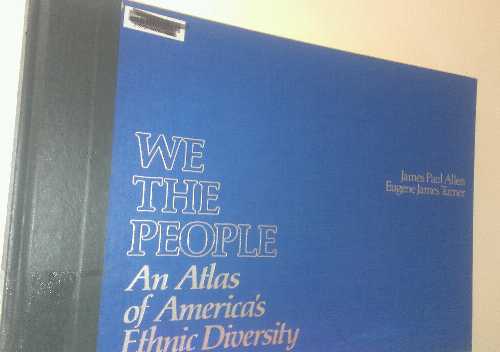 WE
THE
PEOPLE
An Atlas
of America's
Ethnic Diversity
James Paul Allen
Eugene James Turner